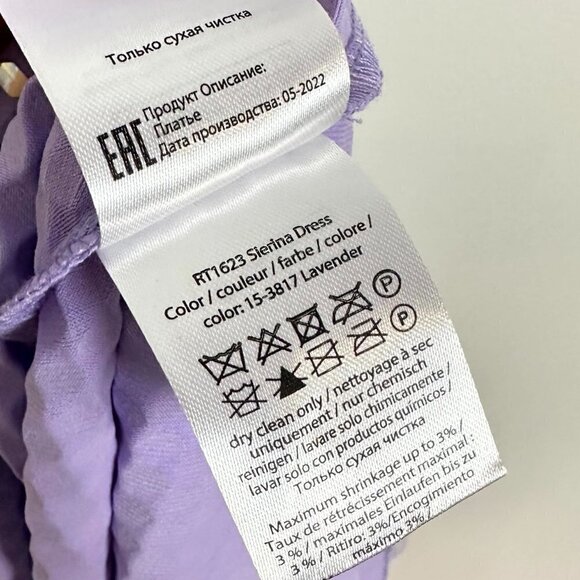 Только сухая чистка
EAC
Продукт Описание:
Платье
Дата производства: 05-2022
RT1623 Sierina Dress
Color / couleur / farbe / colore /
color: 15-3817 Lavender
P
P
dry clean only / nettoyage à sec
uniquement / nur chemisch
reinigen / lavare solo chimicamente /
lavar solo con productos químicos /
Только сухая чистка
Maximum shrinkage up to 3% /
Taux de rétrécissement maximal :
3 % / maximales Einlaufen bis zu
3 % / Ritiro: 3%/ Encogimiento
máximo 3% /